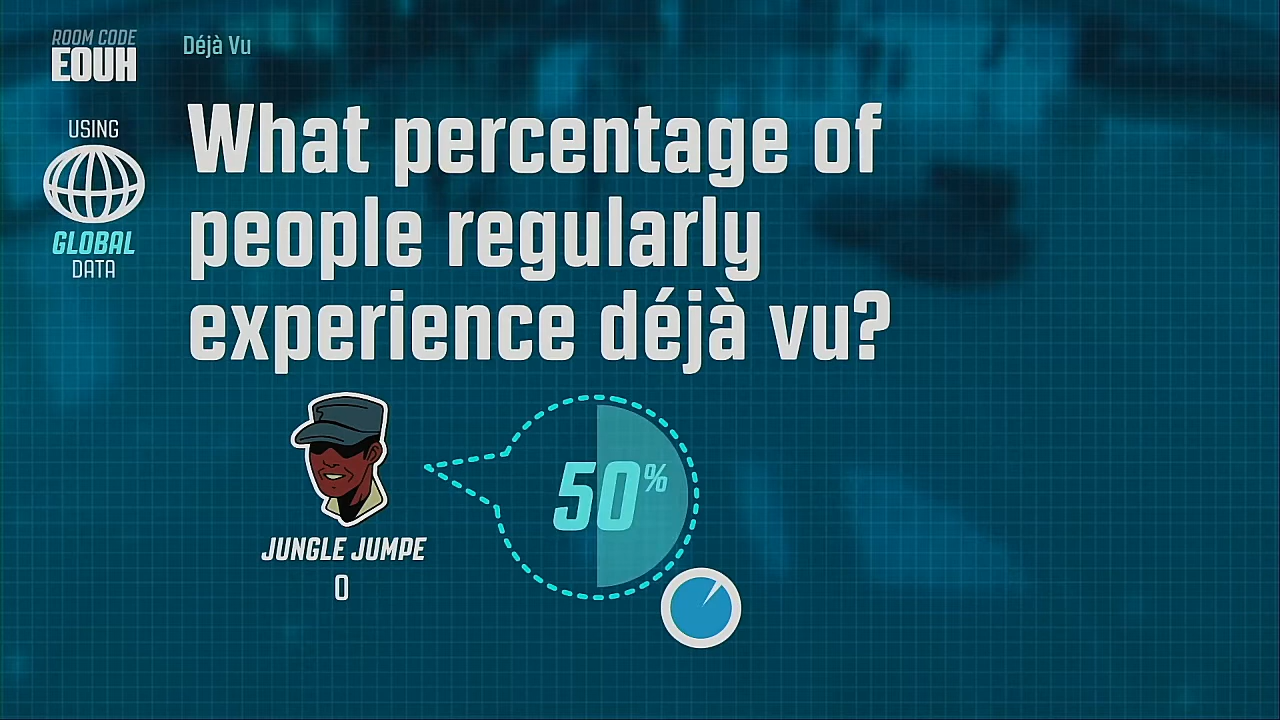 ROOM CODE
EOUH
Déjà Vu
USING
GLOBAL
DATA
What percentage of
people regularly
experience déjà vu?
50%
JUNGLE JUMPE
0